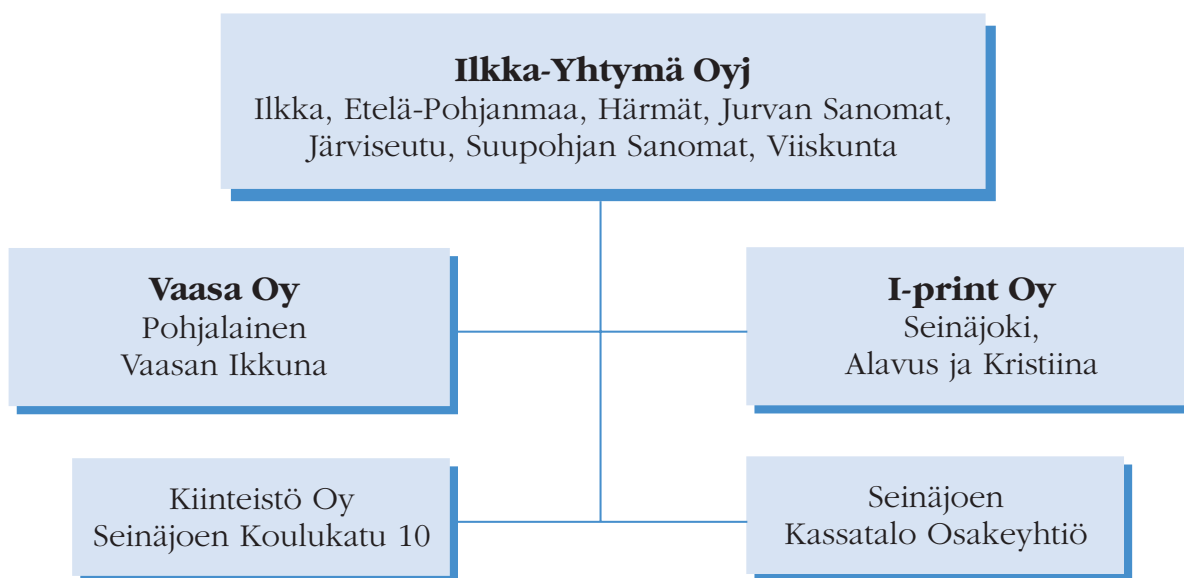 Ilkka-Yhtymä Oyj
Ilkka, Etelä-Pohjanmaa, Härmät, Jurvan Sanomat,
Järviseutu, Suupohjan Sanomat, Viiskunta
Vaasa Oy
Pohjalainen
Vaasan Ikkuna
I-print Oy
Seinäjoki,
Alavus ja Kristiina
Kiinteistö Oy
Seinäjoen Koulukatu 10
Seinäjoen
Kassatalo Osakeyhtiö